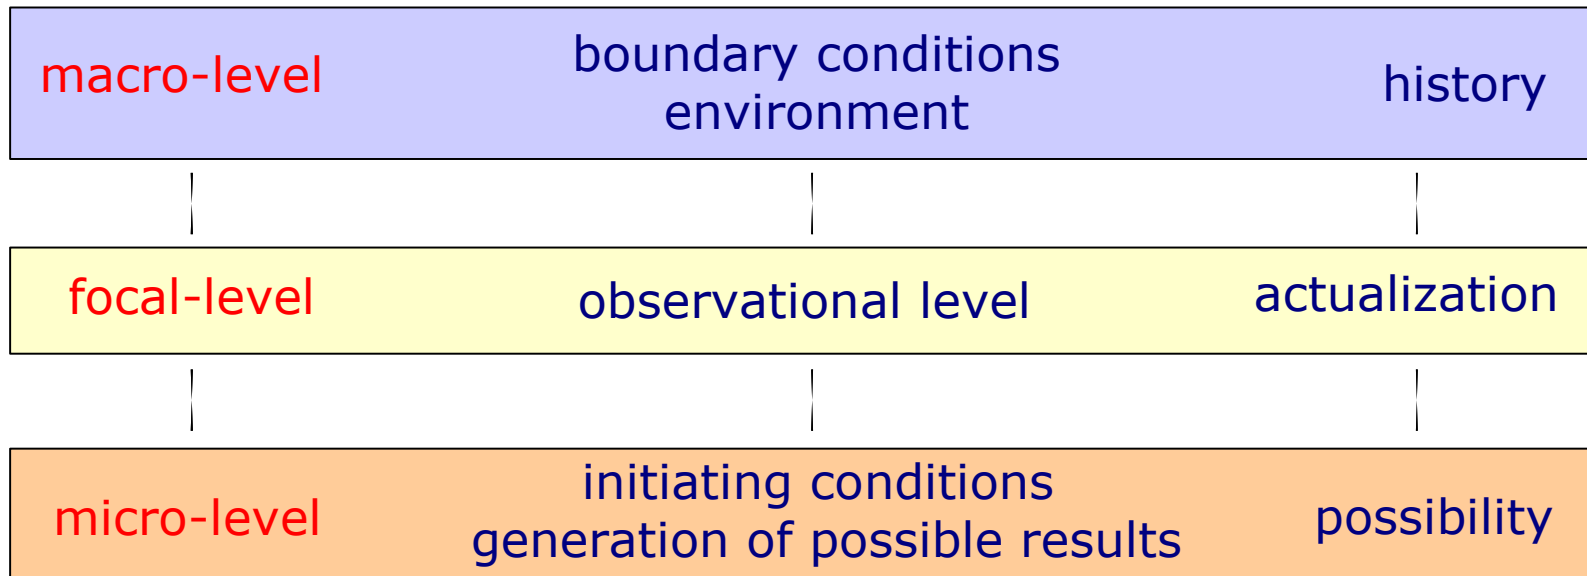 macro-level
boundary conditions
environment
history
focal-level
observational level
actualization
micro-level
initiating conditions
generation of possible results
possibility